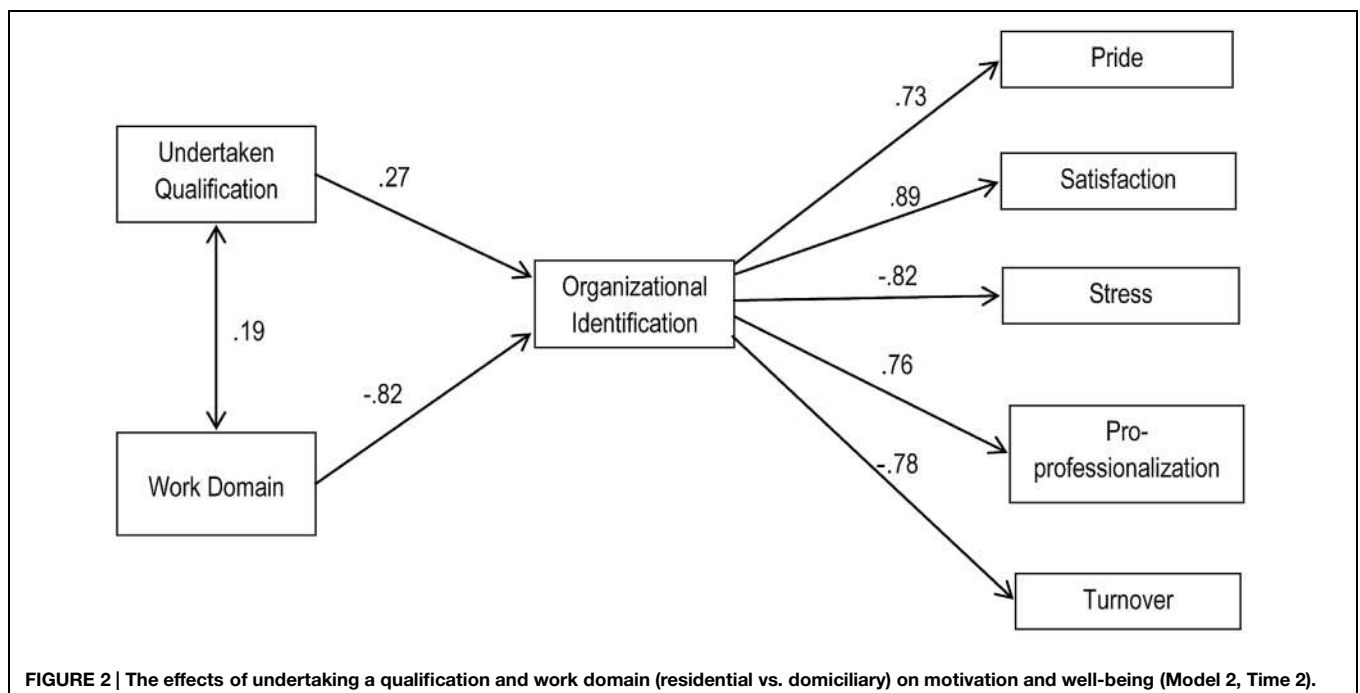 Pride
.73
Undertaken
Qualification
.27
Satisfaction
.89
Organizational
Identification
-.82
Stress
.19
-.82
.76
Pro-
professionalization
-.78
Work Domain
Turnover
FIGURE 2 | The effects of undertaking a qualification and work domain (residential vs. domiciliary) on motivation and well-being (Model 2, Time 2).